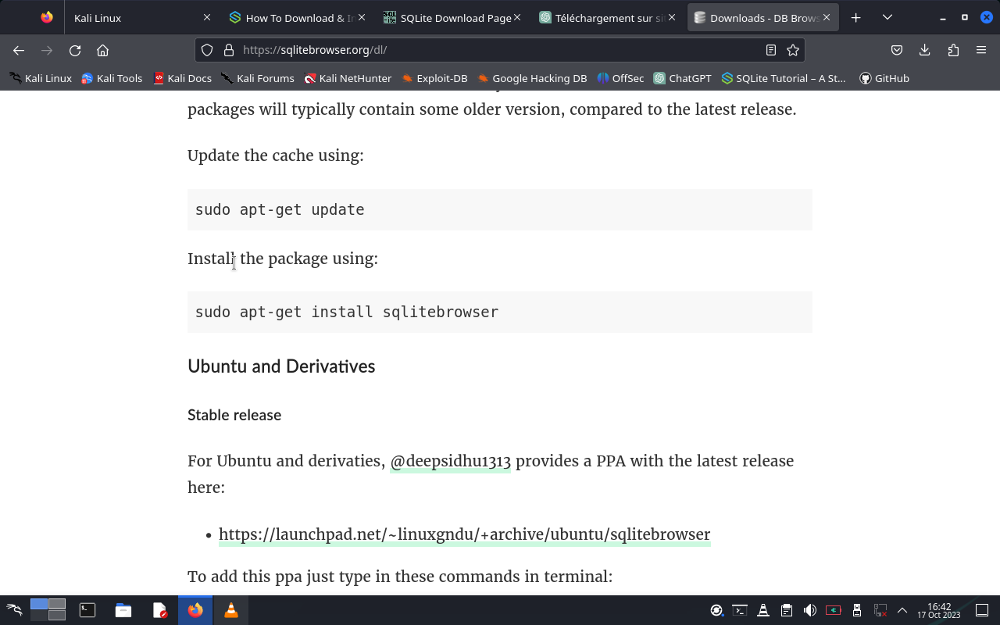 Kali Linux
How To Download & In
SQLite Download Page
Téléchargement sur si
Downloads - DB Brows
https://sqlitebrowser.org/dl/
Kali Linux
Kali Tools
Kali Docs
Kali Forums
Kali NetHunter
Exploit-DB
Google Hacking DB
OffSec
ChatGPT
SQLite Tutorial – A St…
GitHub
packages will typically contain some older version, compared to the latest release.
Update the cache using:
sudo apt-get update
Install the package using:
sudo apt-get install sqlitebrowser
Ubuntu and Derivatives
Stable release
For Ubuntu and derivaties, @deepsidhu1313 provides a PPA with the latest release
here:
• https://launchpad.net/~linuxgndu/+archive/ubuntu/sqlitebrowser
To add this ppa just type in these commands in terminal:
16:42
17 Oct 2023